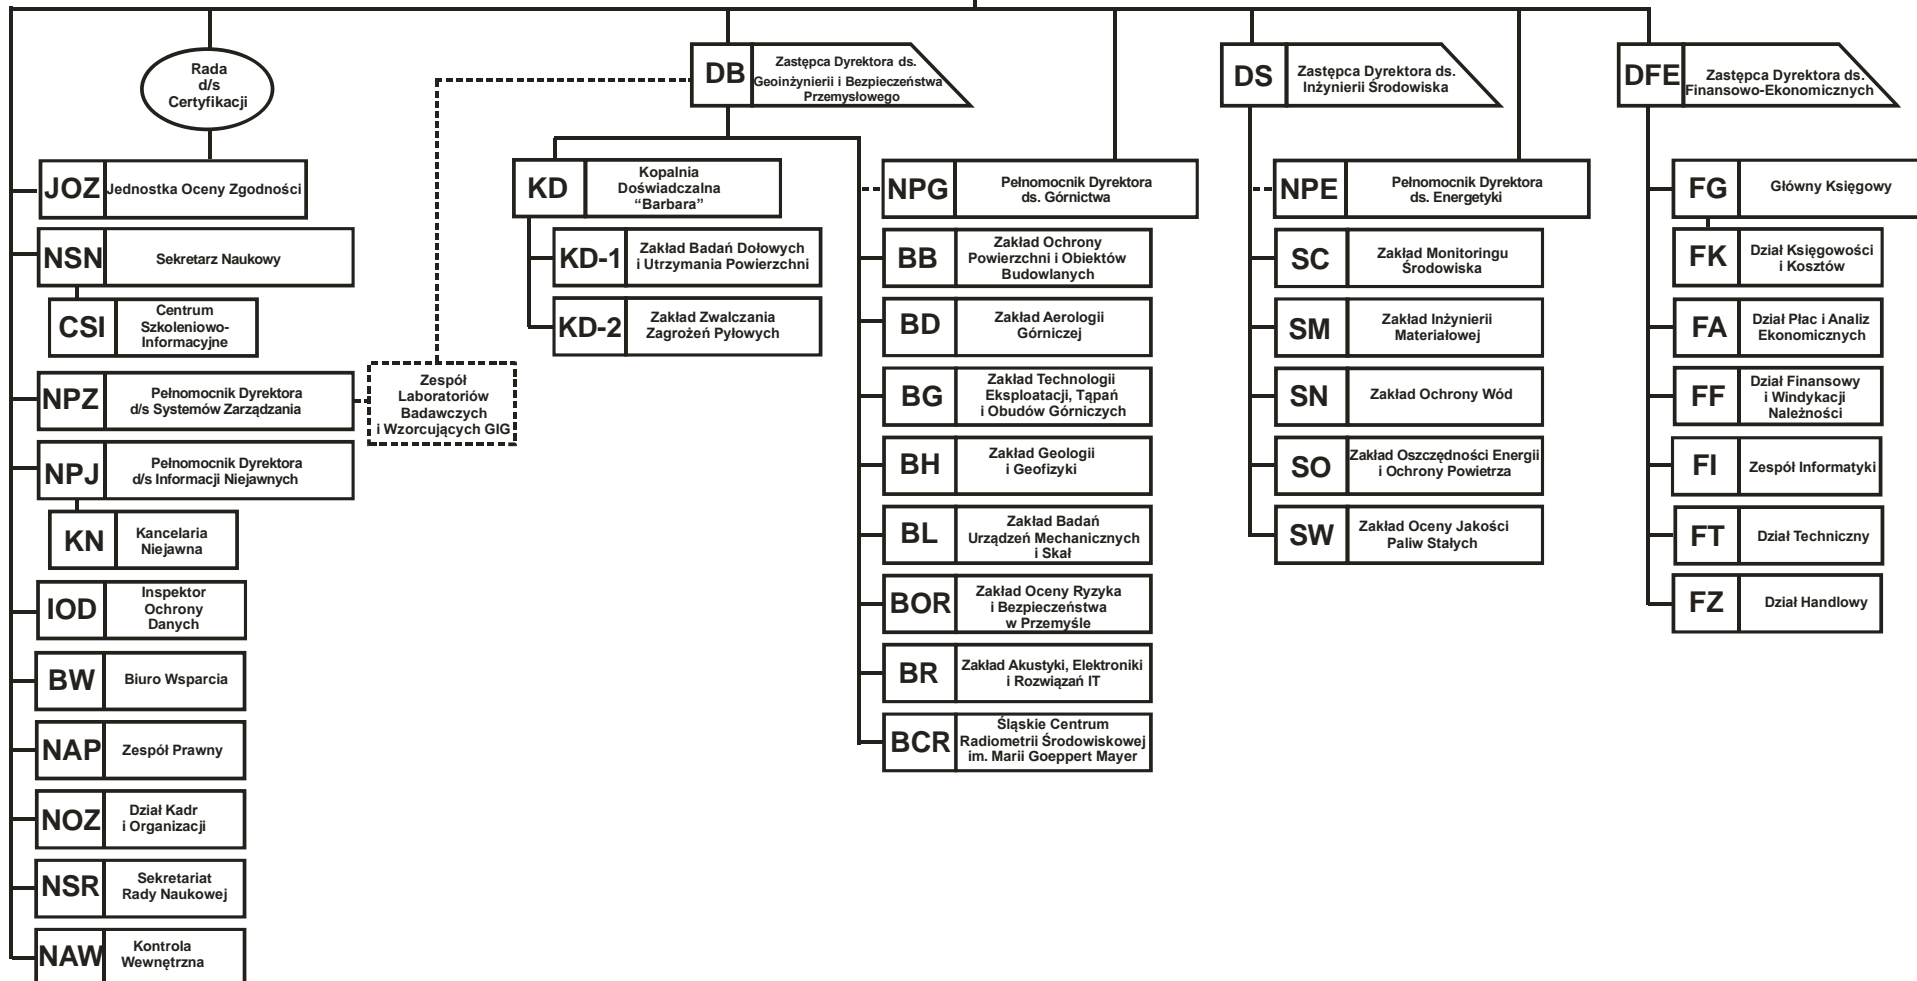 Rada
d/s
Certyfikacji
JOZ
Jednostka Oceny Zgodności
NSN
Sekretarz Naukowy
CSI
Centrum
Szkoleniowo-
Informacyjne
NPZ
Pełnomocnik Dyrektora
d/s Systemów Zarządzania
NPJ
Pełnomocnik Dyrektora
d/s Informacji Niejawnych
KN
Kancelaria
Niejawna
IOD
Inspektor
Ochrony
Danych
BW
Biuro Wsparcia
NAP
Zespół Prawny
NOZ
Dział Kadr
i Organizacji
NSR
Sekretariat
Rady Naukowej
NAW
Kontrola
Wewnętrzna
Zespół
Laboratoriów
Badawczych
i Wzorcujących GIG
DB
Zastępca Dyrektora ds.
Geoinżynierii i Bezpieczeństwa
Przemysłowego
KD
Kopalnia
Doświadczalna
“Barbara”
KD-1
Zakład Badań Dołowych
i Utrzymania Powierzchni
KD-2
Zakład Zwalczania
Zagrożeń Pyłowych
NPG
Pełnomocnik Dyrektora
ds. Górnictwa
BB
Zakład Ochrony
Powierzchni i Obiektów
Budowlanych
BD
Zakład Aerologii
Górniczej
BG
Zakład Technologii
Eksploatacji, Tąpań
i Obudów Górniczych
BH
Zakład Geologii
i Geofizyki
BL
Zakład Badań
Urządzeń Mechanicznych
i Skał
BOR
Zakład Oceny Ryzyka
i Bezpieczeństwa
w Przemyśle
BR
Zakład Akustyki, Elektroniki
i Rozwiązań IT
BCR
Śląskie Centrum
Radiometrii Środowiskowej
im. Marii Goeppert Mayer
DS
Zastępca Dyrektora ds.
Inżynierii Środowiska
NPE
Pełnomocnik Dyrektora
ds. Energetyki
SC
Zakład Monitoringu
Środowiska
SM
Zakład Inżynierii
Materiałowej
SN
Zakład Ochrony Wód
SO
Zakład Oszczędności Energii
i Ochrony Powietrza
SW
Zakład Oceny Jakości
Paliw Stałych
DFE
Zastępca Dyrektora ds.
Finansowo-Ekonomicznych
FG
Główny Księgowy
FK
Dział Księgowości
i Kosztów
FA
Dział Płac i Analiz
Ekonomicznych
FF
Dział Finansowy
i Windykacji
Należności
FI
Zespół Informatyki
FT
Dział Techniczny
FZ
Dział Handlowy